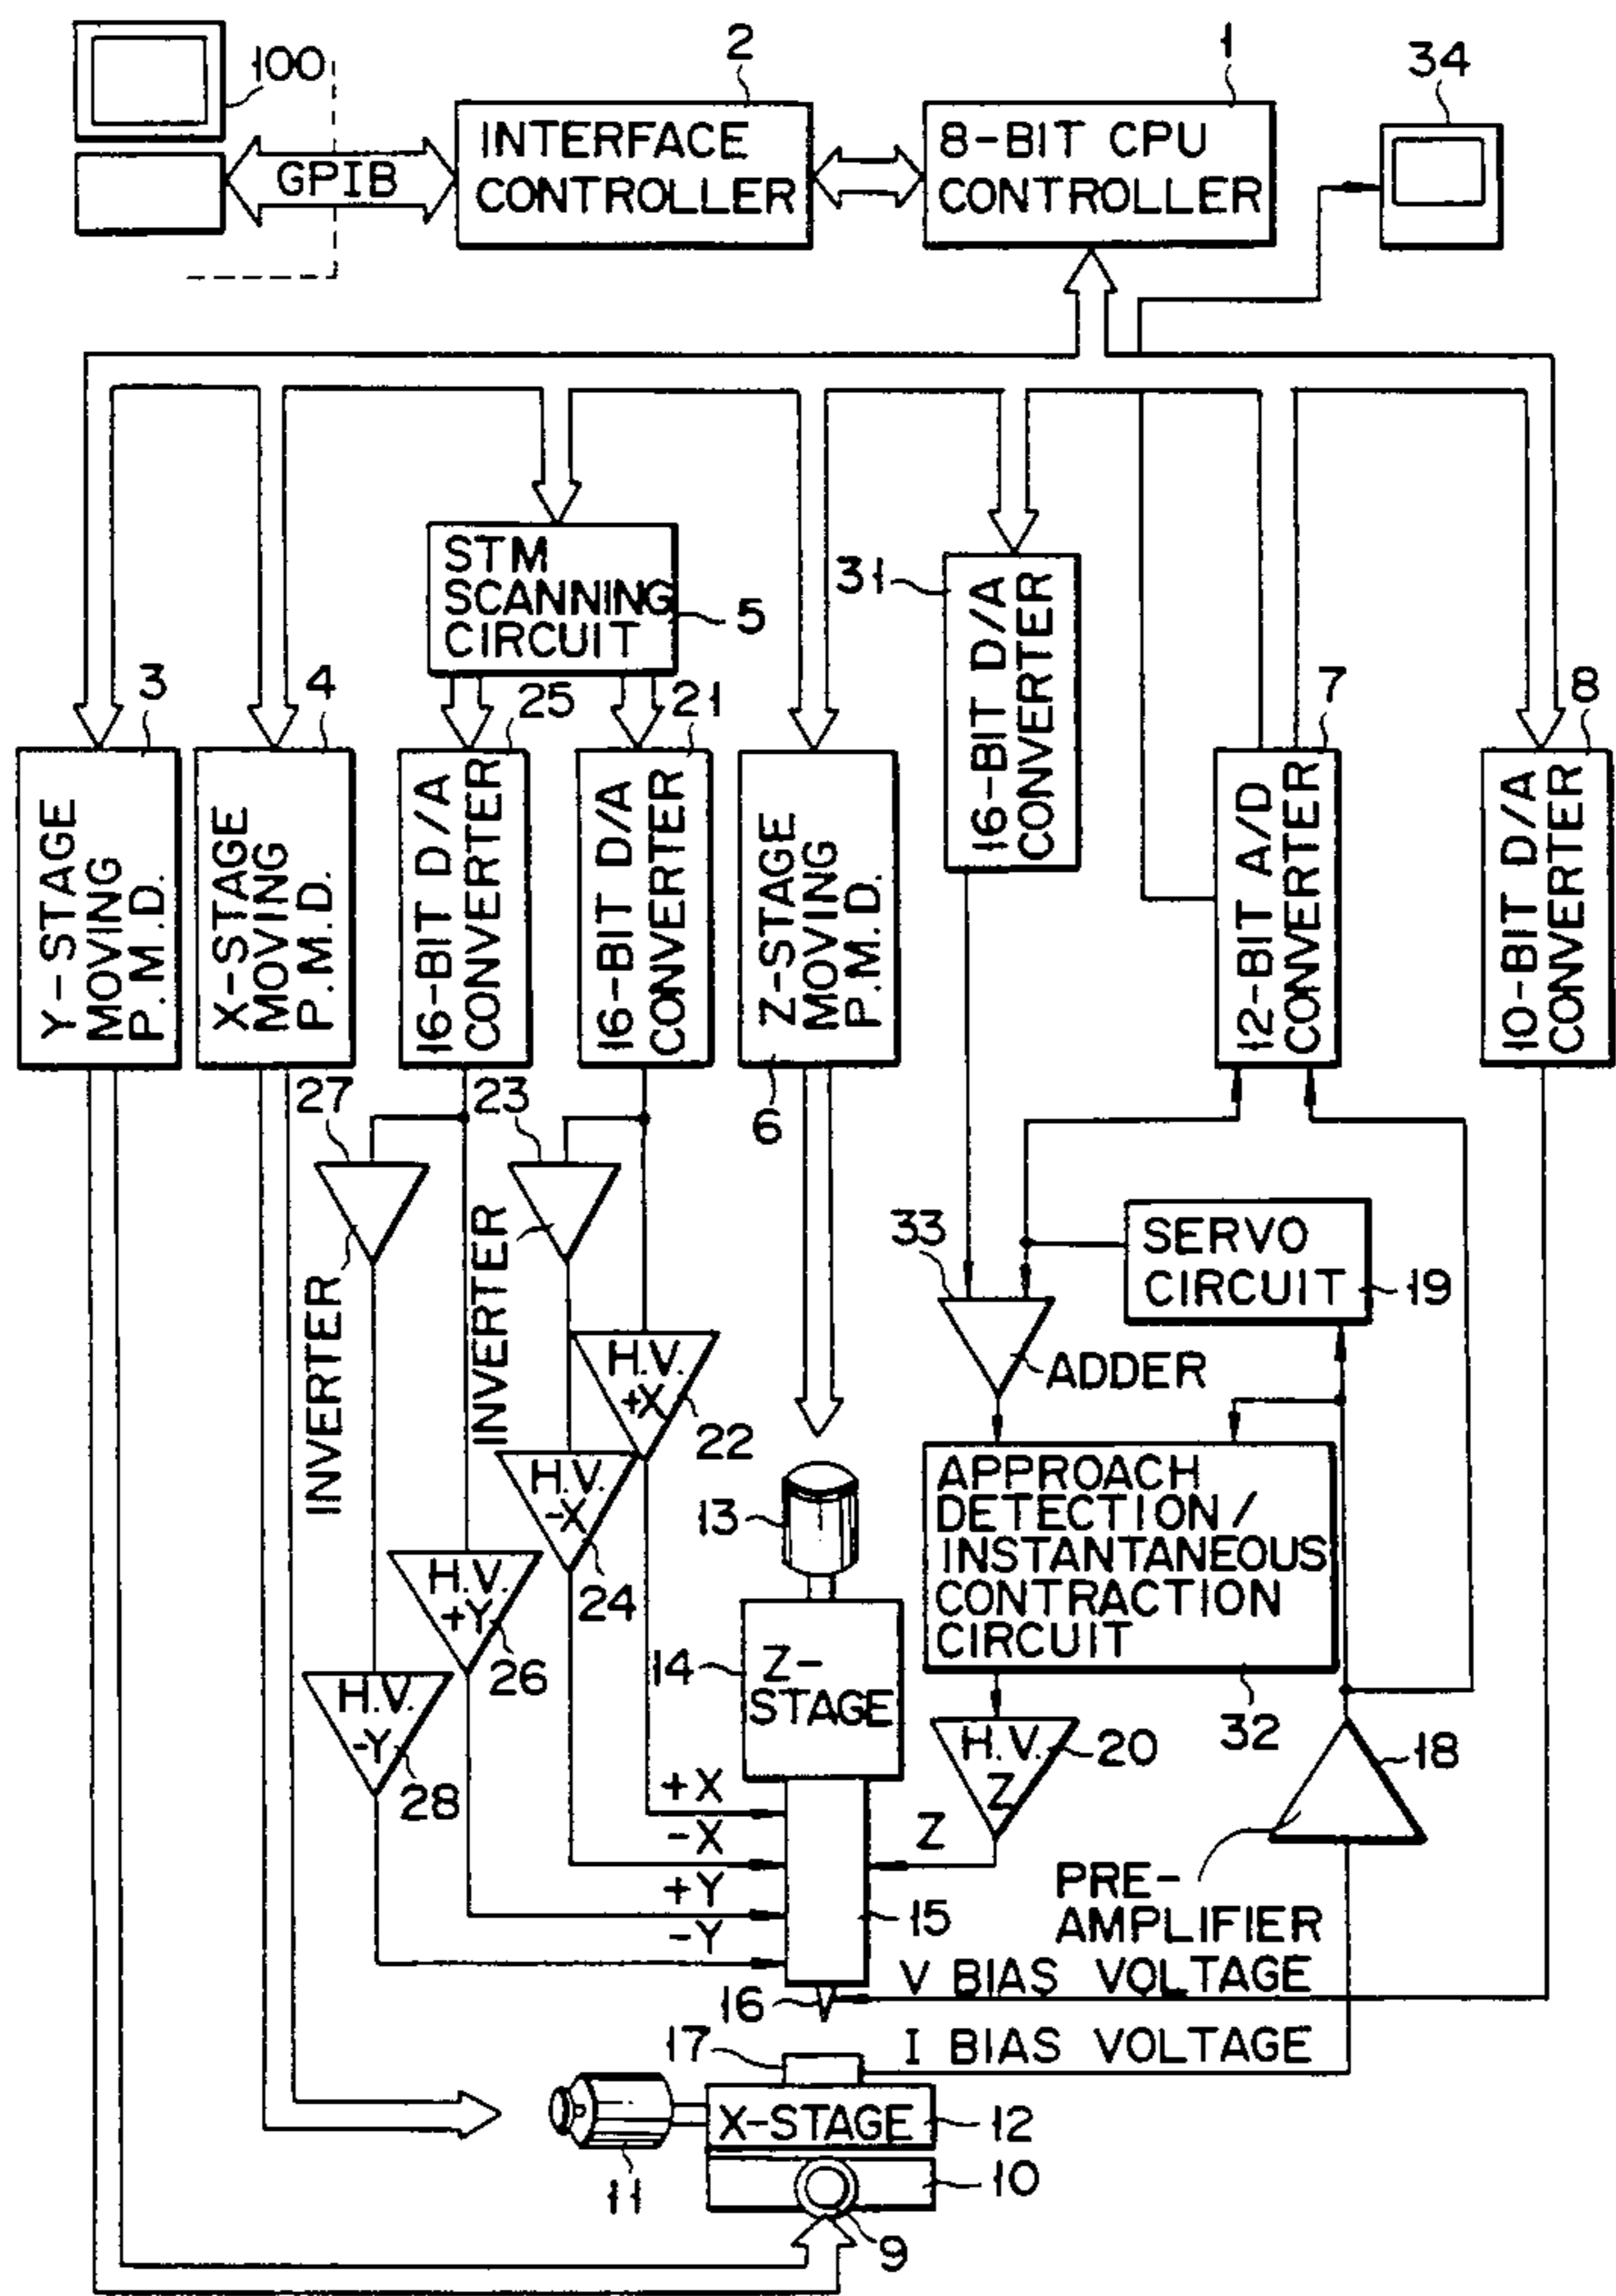 100
2
1
34
INTERFACE
CONTROLLER
8-BIT CPU
CONTROLLER
GPIB
STM
SCANNING
CIRCUIT
5
31
16-BIT D/A
CONVERTER
3
4
25
21
7
8
Y-STAGE
MOVING
P.M.D.
X-STAGE
MOVING
P.M.D.
16-BIT D/A
CONVERTER
16-BIT D/A
CONVERTER
Z-STAGE
MOVING
P.M.D.
12-BIT A/D
CONVERTER
10-BIT D/A
CONVERTER
27
23
6
INVERTER
INVERTER
33
SERVO
CIRCUIT
19
ADDER
H.V.
+X
22
H.V.
-X
24
H.V.
+Y
26
H.V.
-Y
28
13
APPROACH
DETECTION/
INSTANTANEOUS
CONTRACTION
CIRCUIT
32
14
Z-
STAGE
H.V.
Z
20
18
+X
-X
+Y
-Y
Z
15
PRE-
AMPLIFIER
16
V BIAS VOLTAGE
17
I BIAS VOLTAGE
X-STAGE
12
11
10
9